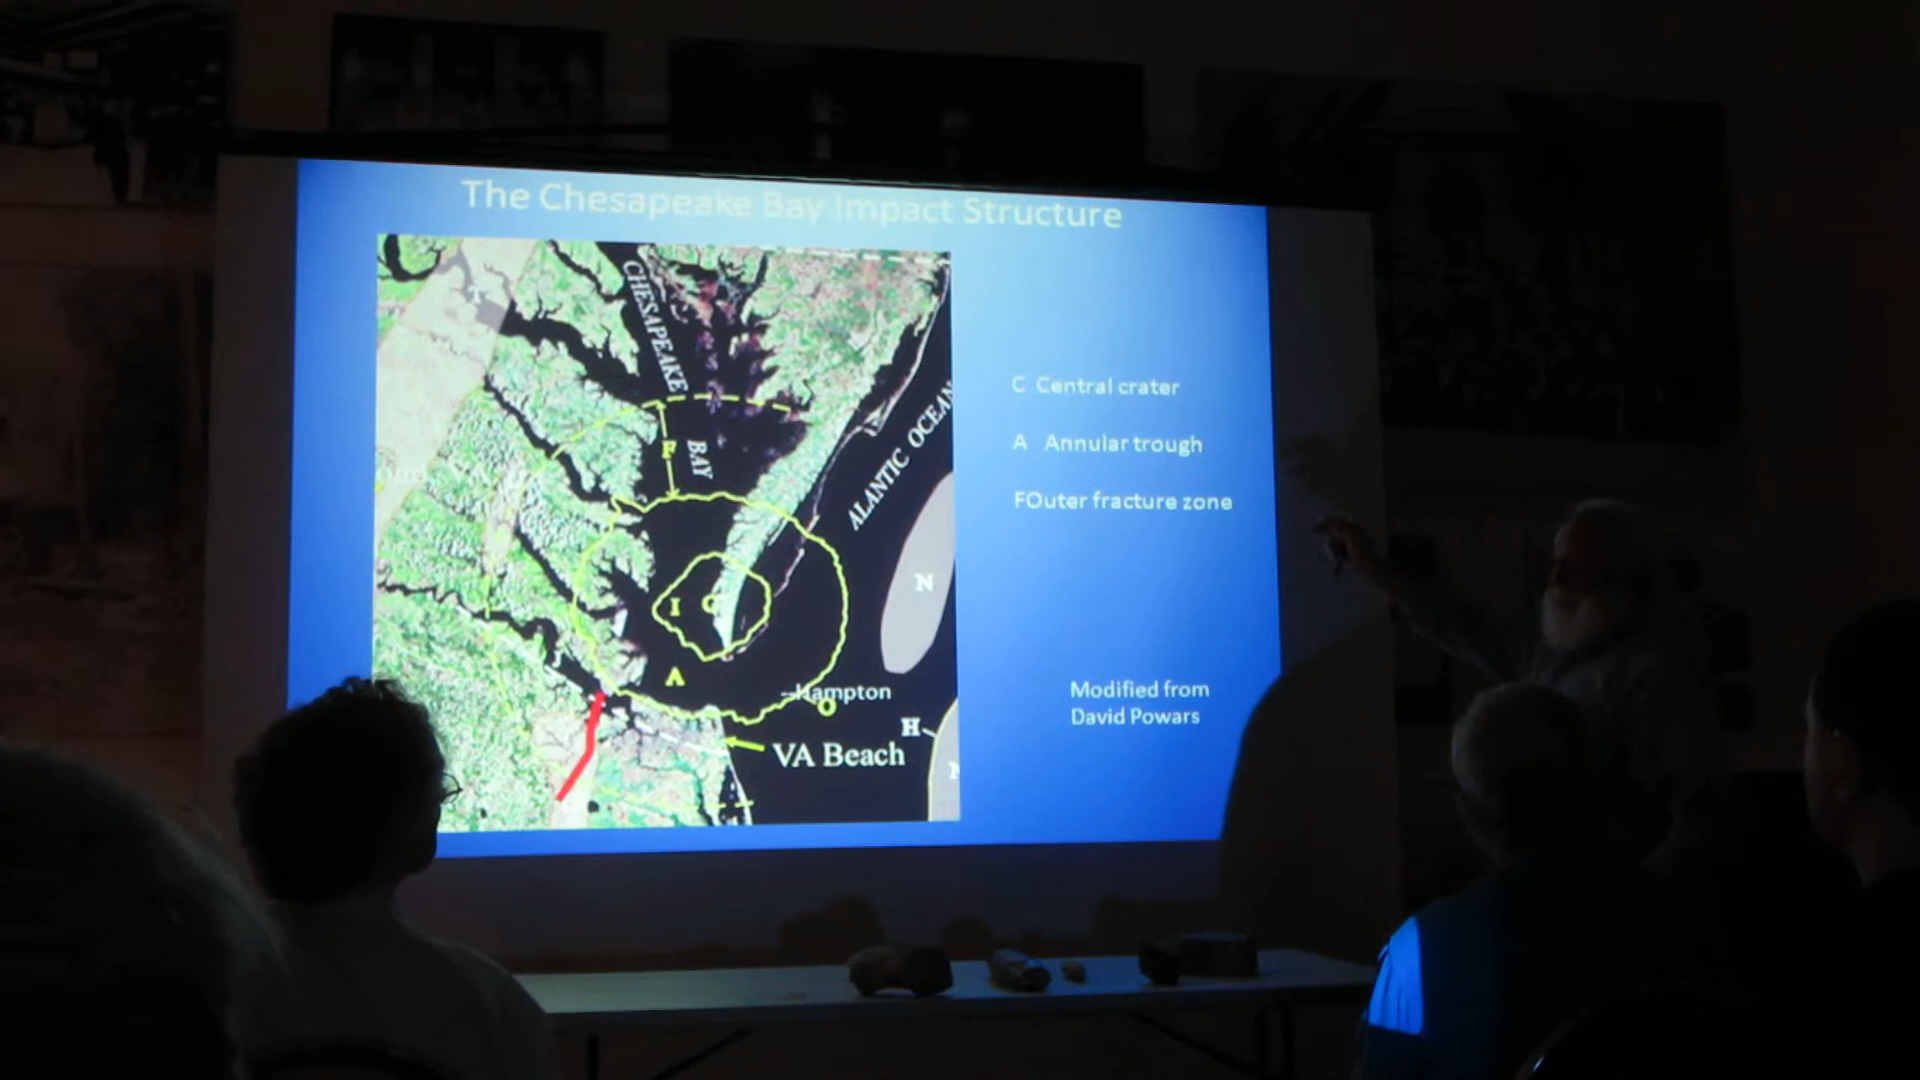 The Chesapeake Bay Impact Structure
CHESAPEAKE
BAY
ALANTIC OCEAN
F
N
I C
A
--Hampton
O
H
VA Beach
N
C Central crater
A Annular trough
FOuter fracture zone
Modified from
David Powars